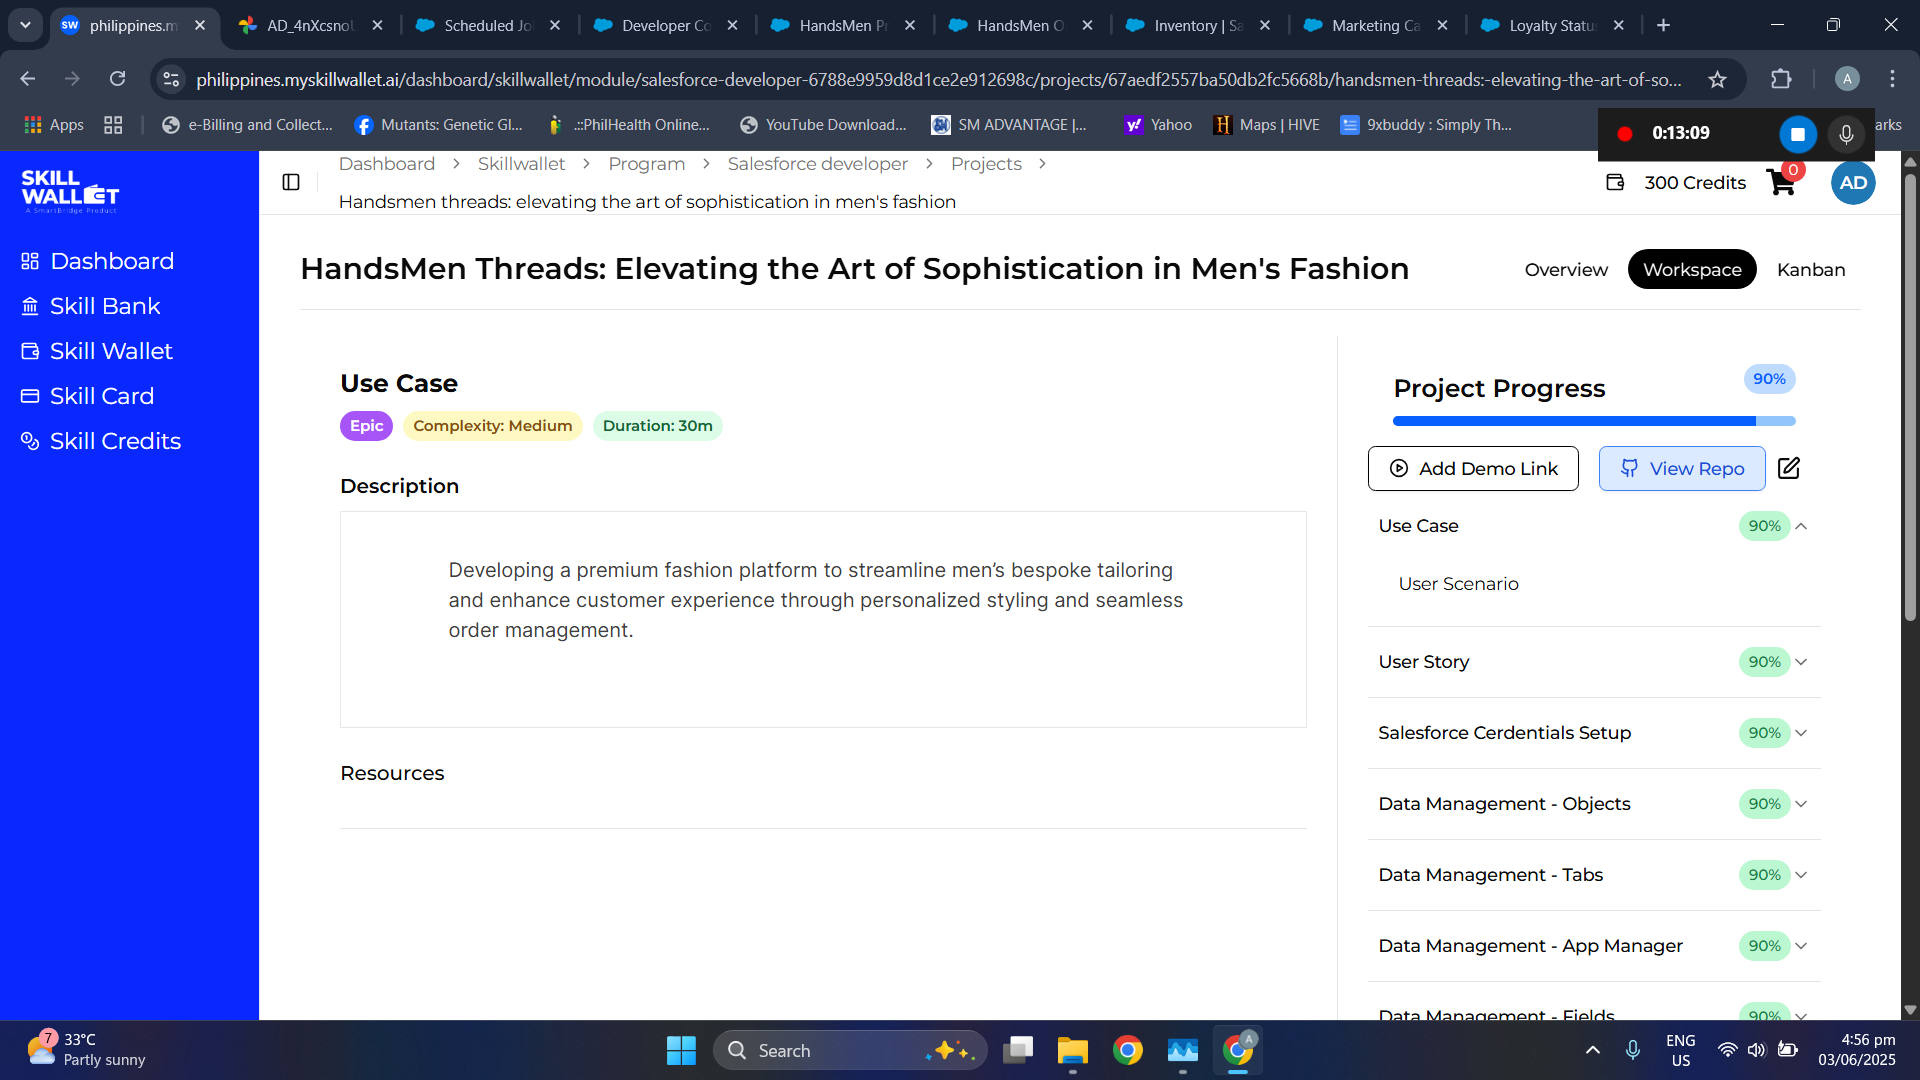 philippines.m
AD_4nXcsnol
Scheduled Jo
Developer Co
HandsMen Pr
HandsMen O
Inventory | Sa
Marketing Ca
Loyalty Statu
philippines.myskillwallet.ai/dashboard/skillwallet/module/salesforce-developer-6788e9959d8d1ce2e912698c/projects/67aedf2557ba50db2fc5668b/handsmen-threads:-elevating-the-art-of-so...
A
Apps
e-Billing and Collect...
Mutants: Genetic Gl...
.::PhilHealth Online...
YouTube Download...
SM ADVANTAGE |...
Yahoo
Maps | HIVE
9xbuddy : Simply Th...
arks
0:13:09
SKILL
WALLET
A SmartBridge Product
Dashboard
Skill Bank
Skill Wallet
Skill Card
Skill Credits
Dashboard > Skillwallet > Program > Salesforce developer > Projects >
Handsmen threads: elevating the art of sophistication in men's fashion
300 Credits
0
AD
HandsMen Threads: Elevating the Art of Sophistication in Men's Fashion
Overview
Workspace
Kanban
Use Case
Epic
Complexity: Medium
Duration: 30m
Description
Developing a premium fashion platform to streamline men’s bespoke tailoring
and enhance customer experience through personalized styling and seamless
order management.
Resources
Project Progress
90%
Add Demo Link
View Repo
Use Case
90%
User Scenario
User Story
90%
Salesforce Cerdentials Setup
90%
Data Management - Objects
90%
Data Management - Tabs
90%
Data Management - App Manager
90%
Data Management - Fields
90%
7
33°C
Partly sunny
Search
A
ENG
US
4:56 pm
03/06/2025